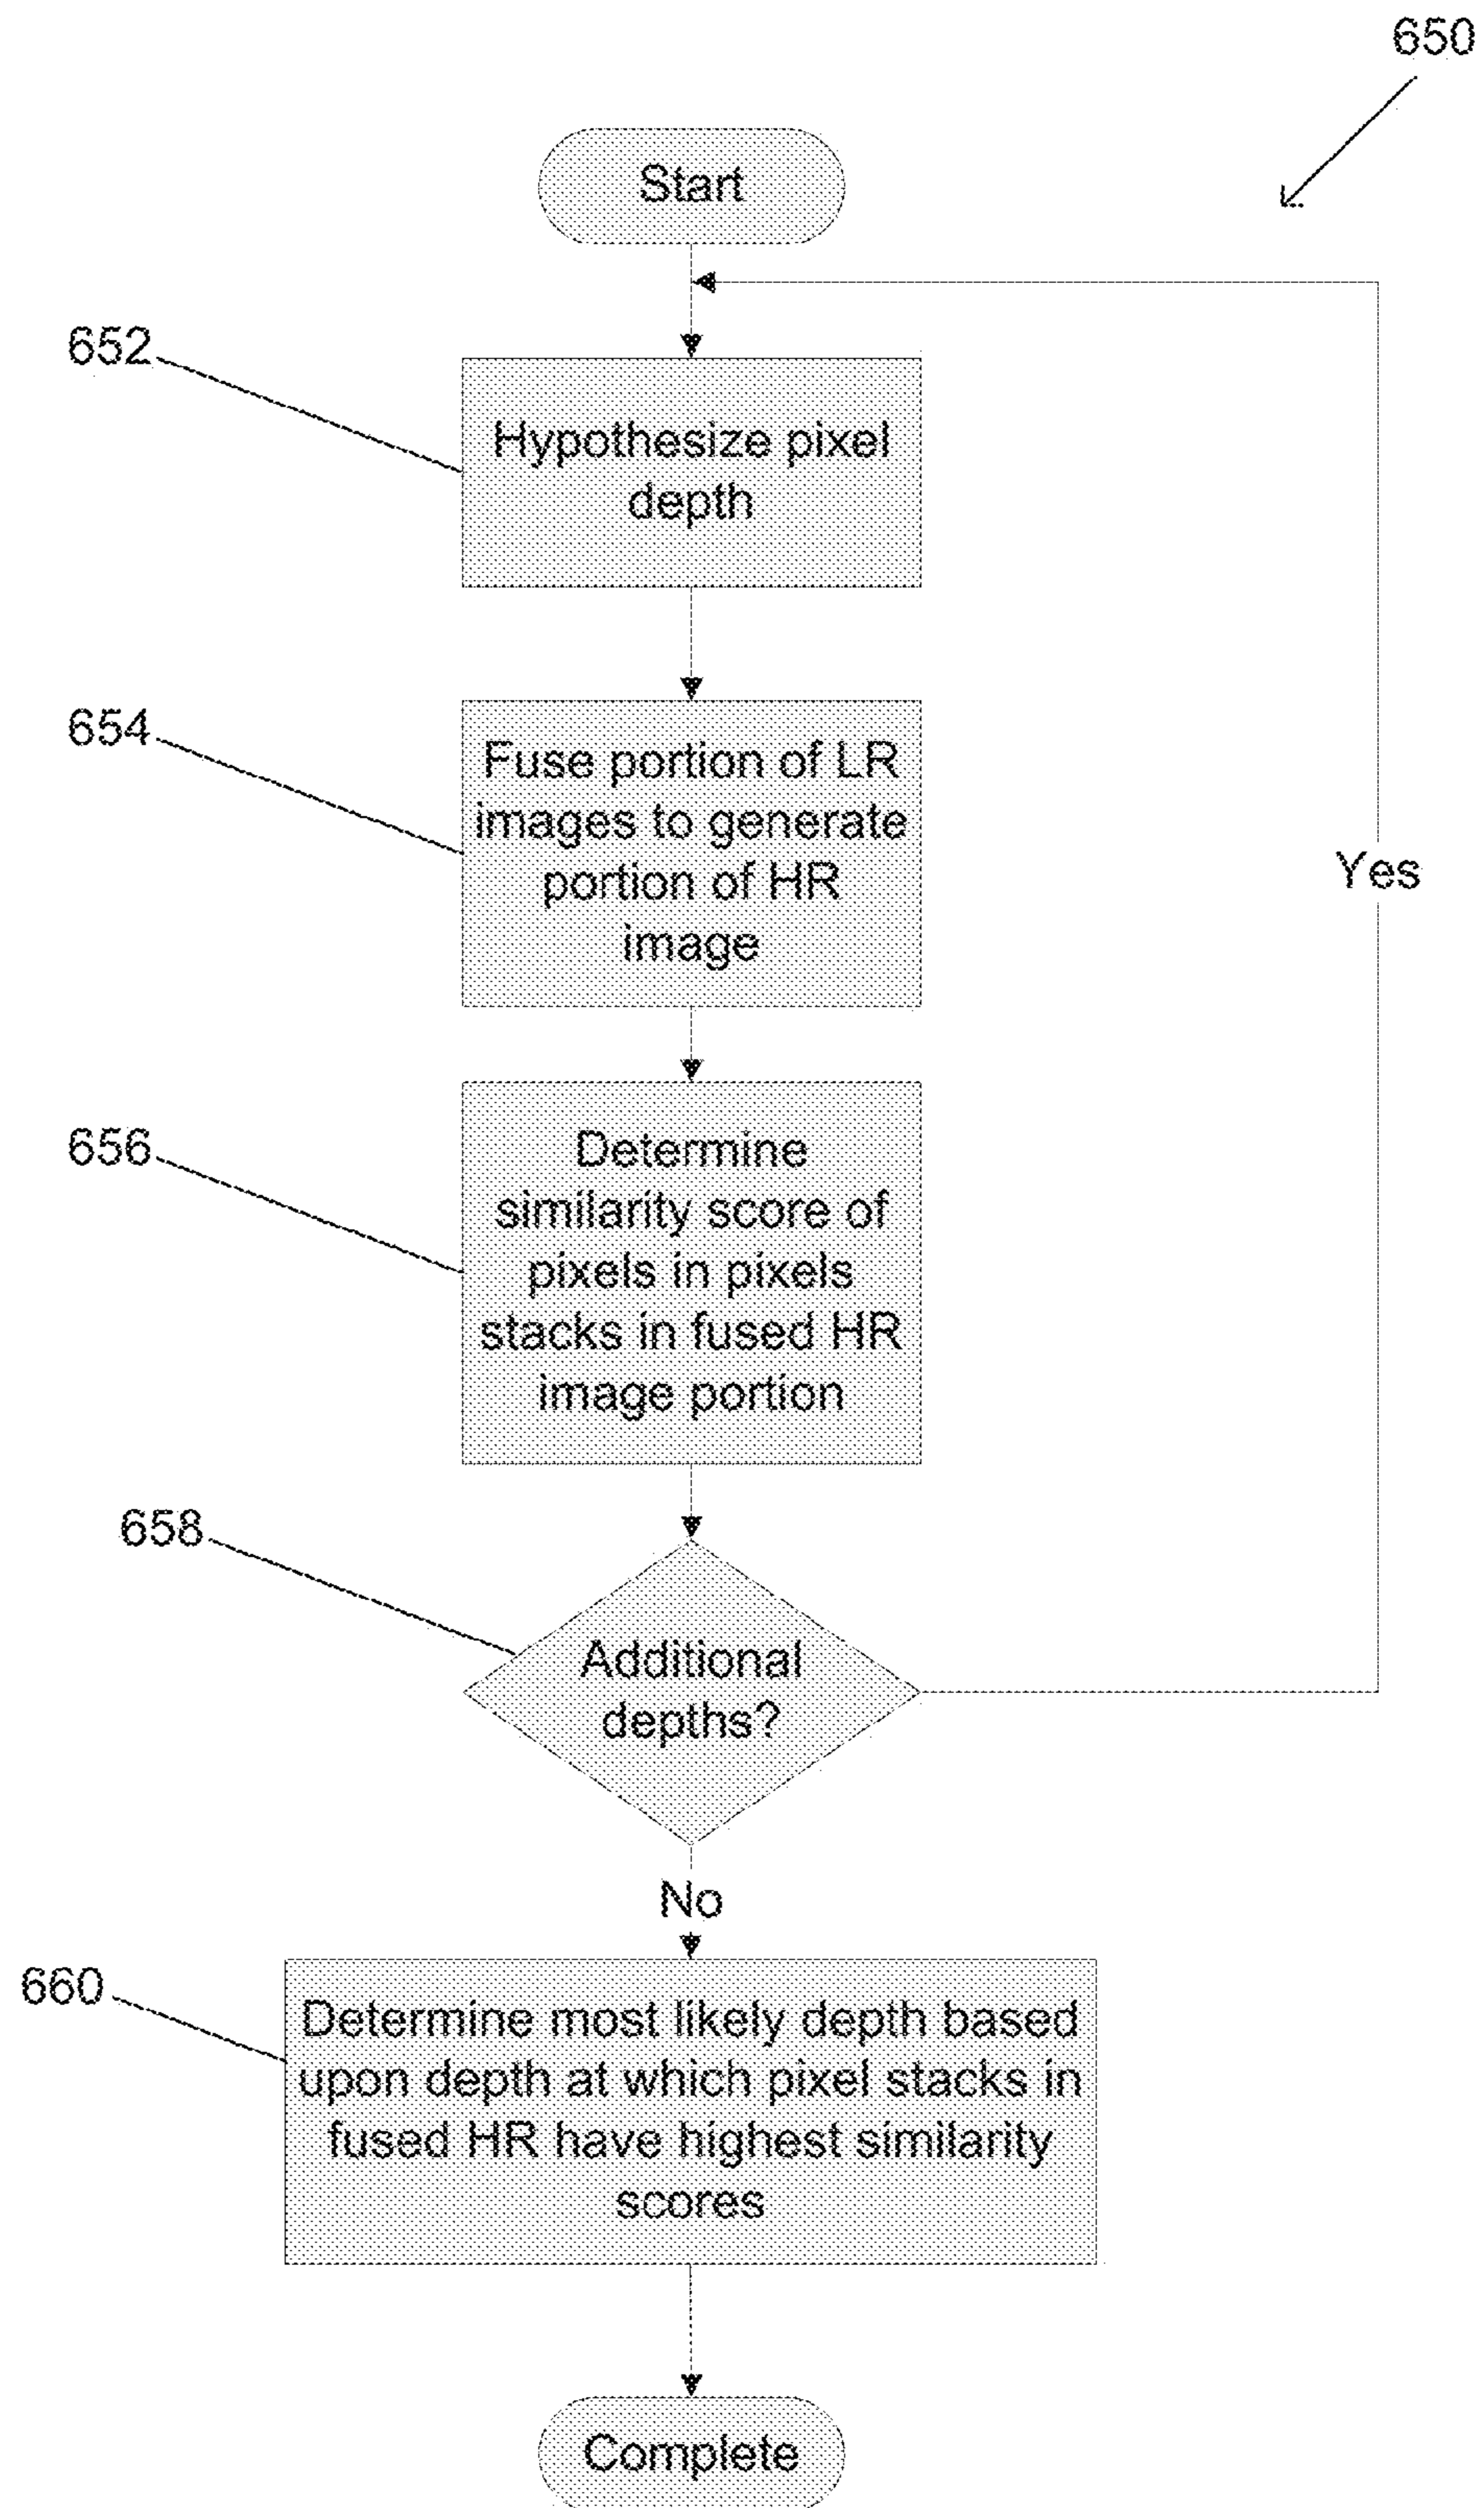 650
Start
652
Hypothesize pixel
depth
654
Fuse portion of LR
images to generate
portion of HR
image
Yes
656
Determine
similarity score of
pixels in pixels
stacks in fused HR
image portion
658
Additional
depths?
No
660
Determine most likely depth based
upon depth at which pixel stacks in
fused HR have highest similarity
scores
Complete